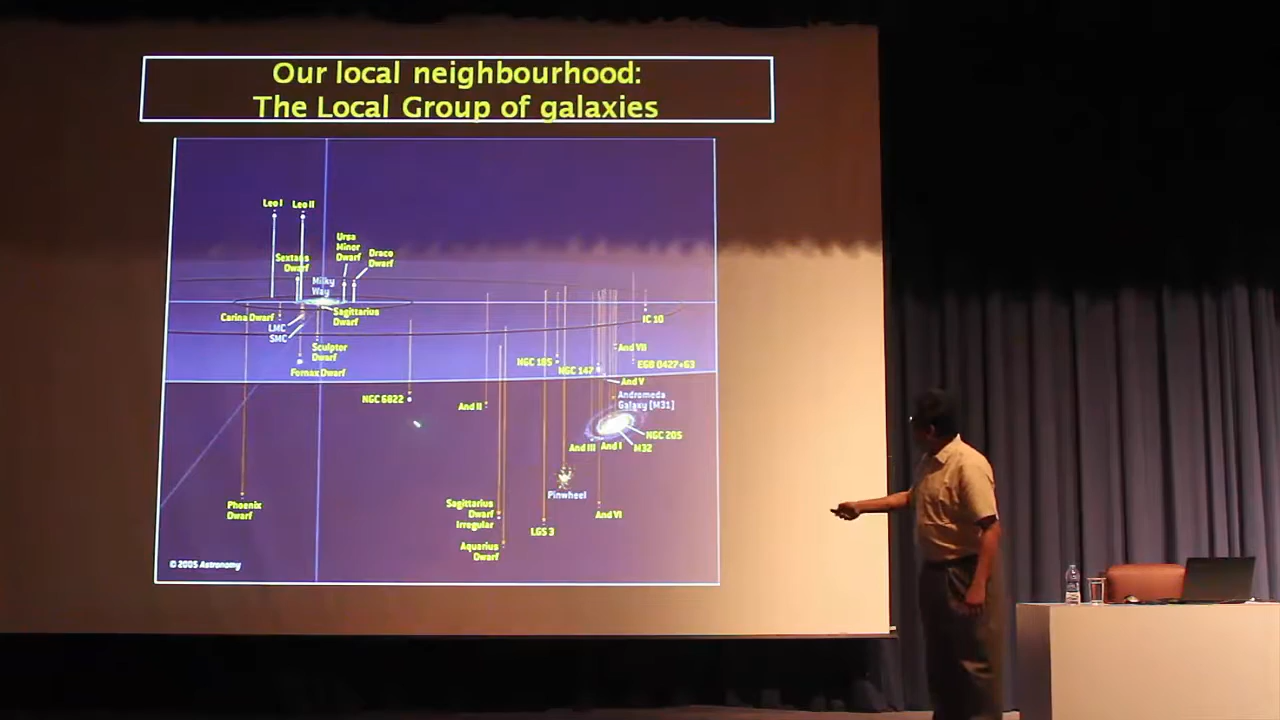 Our local neighbourhood:
The Local Group of galaxies
Leo I
Leo II
Ursa
Minor
Dwarf
Draco
Dwarf
Sextans
Dwarf
Milky
Way
Carina Dwarf
Sagittarius
Dwarf
LMC
SMC
Sculptor
Dwarf
Fornax Dwarf
IC 10
And VII
NGC 185
NGC 147
EGB 0427+63
And V
NGC 6822
And II
Andromeda
Galaxy [M31]
NGC 205
And III
And I
M32
Pinwheel
Phoenix
Dwarf
Sagittarius
Dwarf
Irregular
And VI
LGS 3
Aquarius
Dwarf
© 2005 Astronomy